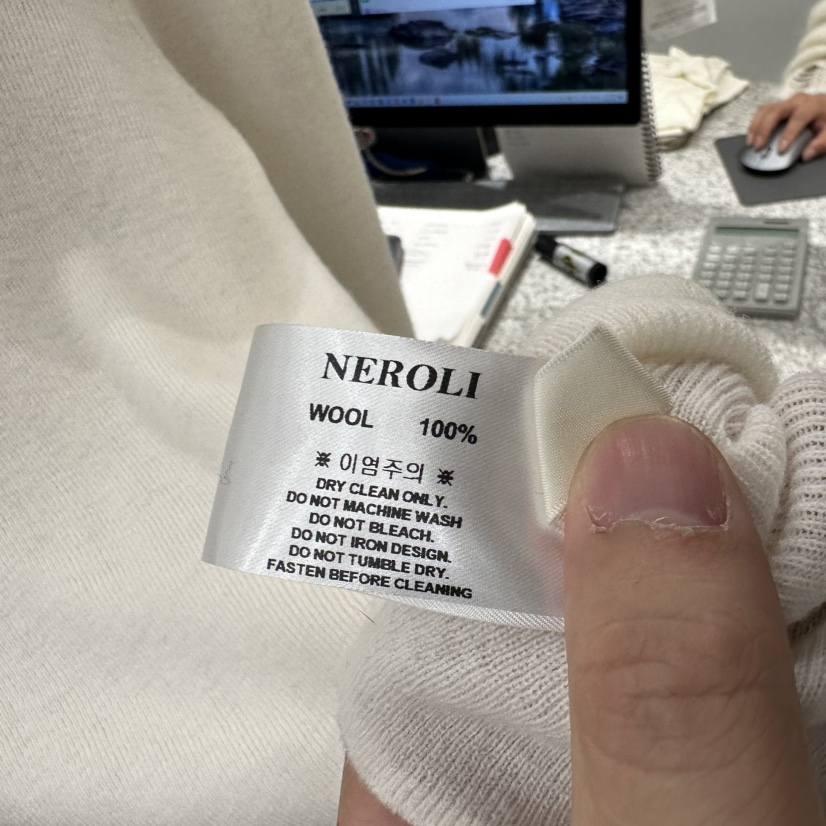 NEROLI
WOOL 100%
※ 이염주의 ※
DRY CLEAN ONLY.
DO NOT MACHINE WASH
DO NOT BLEACH.
DO NOT IRON DESIGN.
DO NOT TUMBLE DRY.
FASTEN BEFORE CLEANING